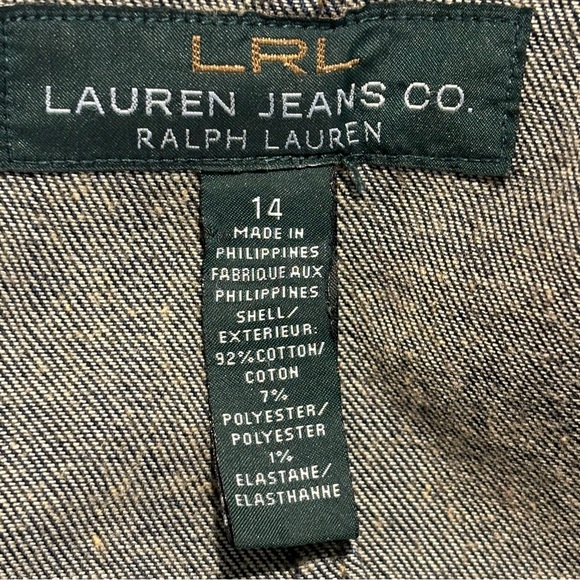 LRL
LAUREN JEANS CO.
RALPH LAUREN
14
MADE IN
PHILIPPINES
FABRIQUE AUX
PHILIPPINES
SHELL/
EXTERIEUR:
92% COTTON/
COTON
7%
POLYESTER/
POLYESTER
1%
ELASTANE/
ELASTHANNE